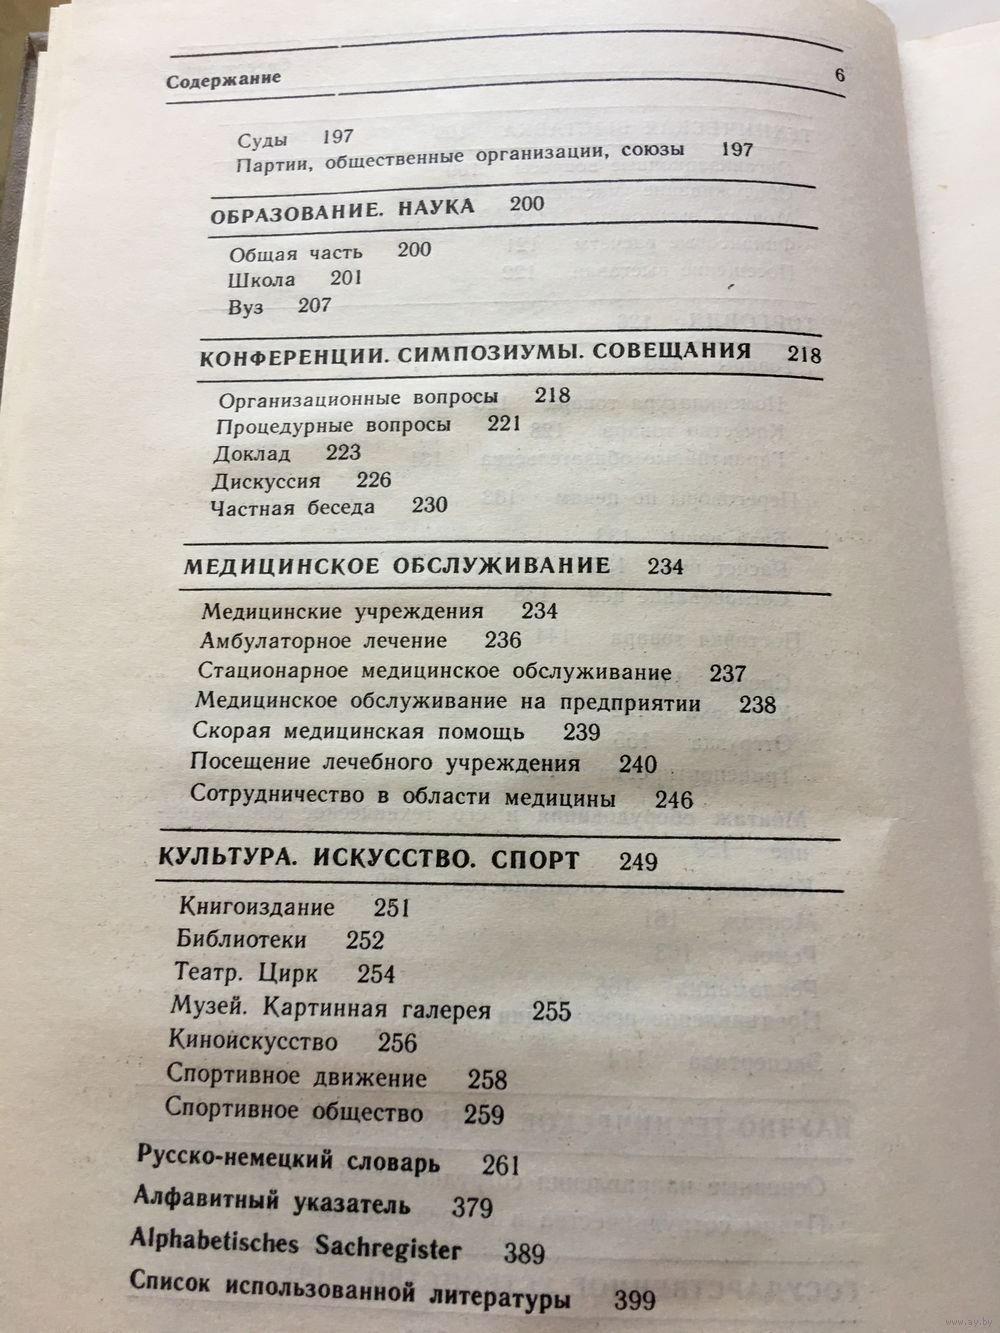 Содержание 6
Суды 197
Партии, общественные организации, союзы 197
ОБРАЗОВАНИЕ. НАУКА 200
Общая часть 200
Школа 201
Вуз 207
КОНФЕРЕНЦИИ. СИМПОЗИУМЫ. СОВЕЩАНИЯ 218
Организационные вопросы 218
Процедурные вопросы 221
Доклад 223
Дискуссия 226
Частная беседа 230
МЕДИЦИНСКОЕ ОБСЛУЖИВАНИЕ 234
Медицинские учреждения 234
Амбулаторное лечение 236
Стационарное медицинское обслуживание 237
Медицинское обслуживание на предприятии 238
Скорая медицинская помощь 239
Посещение лечебного учреждения 240
Сотрудничество в области медицины 246
КУЛЬТУРА. ИСКУССТВО. СПОРТ 249
Книгоиздание 251
Библиотеки 252
Театр. Цирк 254
Музей. Картинная галерея 255
Киноискусство 256
Спортивное движение 258
Спортивное общество 259
Русско-немецкий словарь 261
Алфавитный указатель 379
Alphabetisches Sachregister 389
Список использованной литературы 399
www.ay.by